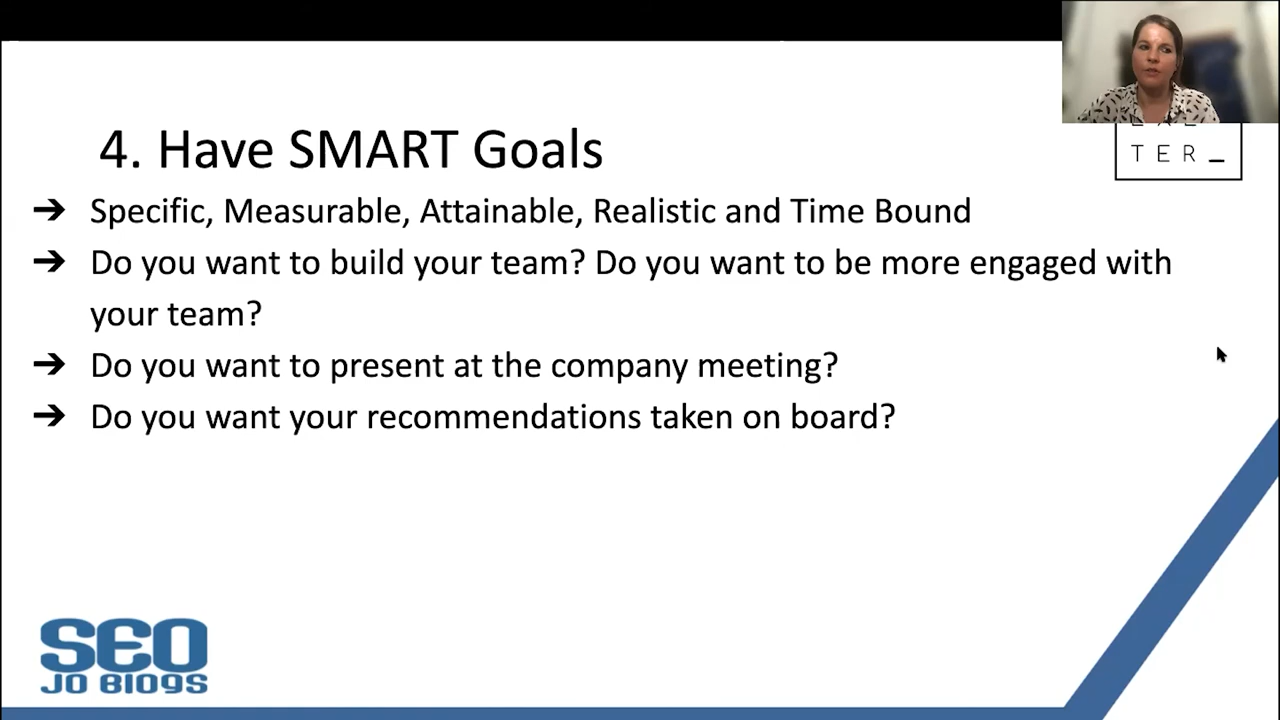 4. Have SMART Goals
➔ Specific, Measurable, Attainable, Realistic and Time Bound
➔ Do you want to build your team? Do you want to be more engaged with
your team?
➔ Do you want to present at the company meeting?
➔ Do you want your recommendations taken on board?
TER_
SEO
JO BlOgS